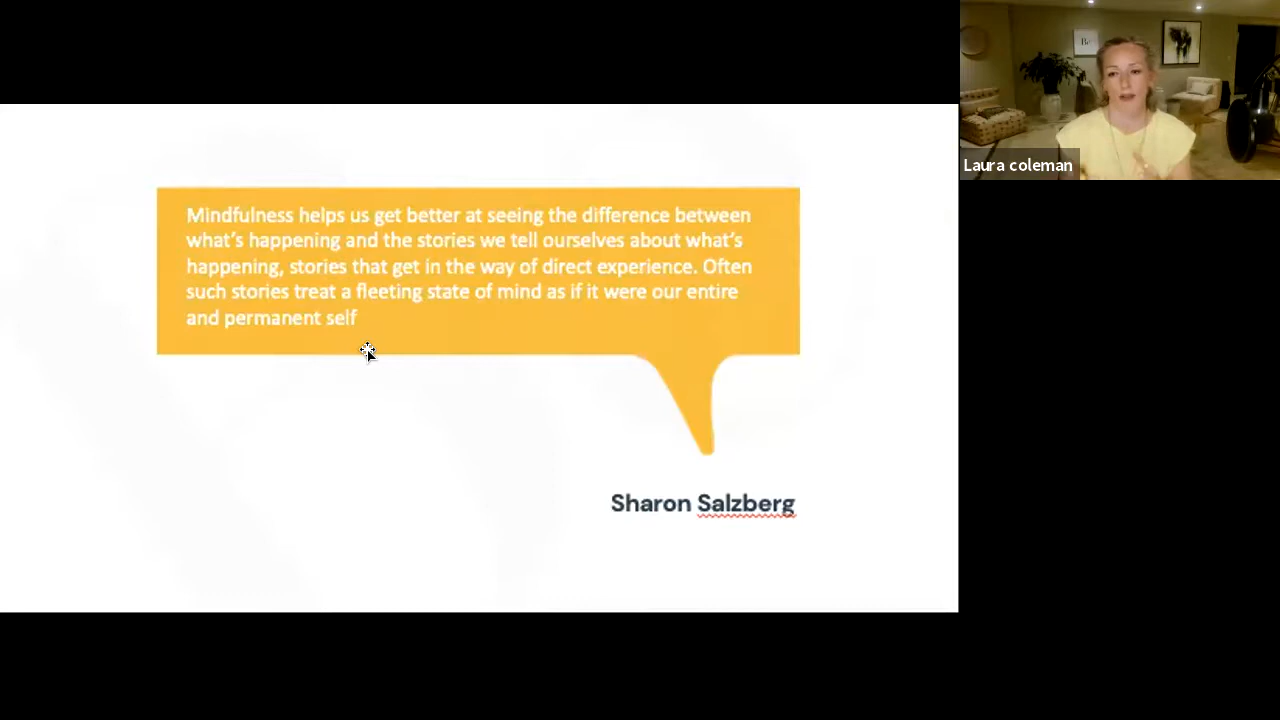 Mindfulness helps us get better at seeing the difference between
what's happening and the stories we tell ourselves about what's
happening, stories that get in the way of direct experience. Often
such stories treat a fleeting state of mind as if it were our entire
and permanent self
Sharon Salzberg
Be
Laura coleman